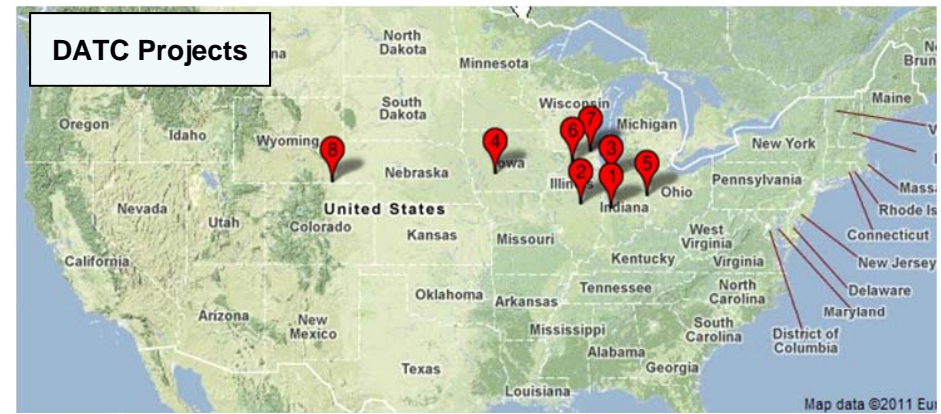 DATC Projects
North
Dakota
Minnesota
Oregon
Idaho
Wyoming
South
Dakota
Wisconsin
Michigan
Maine
New York
8
4
6
7
3
2
1
5
Nebraska
Iowa
Illinois
Indiana
Ohio
Pennsylvania
Nevada
Utah
Colorado
United States
Kansas
Missouri
West
Virginia
Kentucky
Virginia
Massa
Rhode Is
Connecticut
New Jersey
Delaware
Maryland
District of
Columbia
California
Arizona
New
Mexico
Oklahoma
Arkansas
Tennessee
North
Carolina
South
Carolina
Mississippi
Alabama
Georgia
Texas
Louisiana
Map data ©2011 Eur